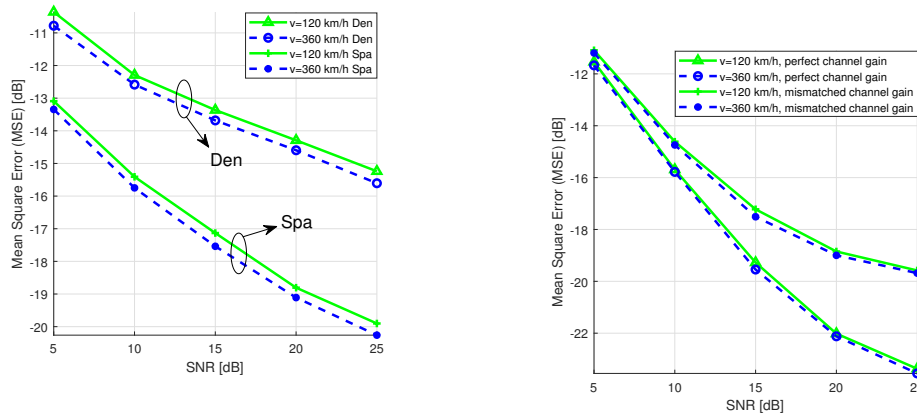 v=120 km/h Den
v=360 km/h Den
v=120 km/h Spa
v=360 km/h Spa
Den
Spa
-11
-12
-13
-14
-15
-16
-17
-18
-19
-20
5
10
15
20
25
SNR [dB]
Mean Square Error (MSE) [dB]
v=120 km/h, perfect channel gain
v=360 km/h, perfect channel gain
v=120 km/h, mismatched channel gain
v=360 km/h, mismatched channel gain
-12
-14
-16
-18
-20
-22
5
10
15
20
SNR [dB]
Mean Square Error (MSE) [dB]